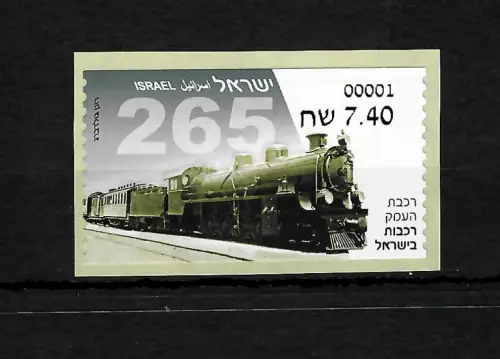 ISRAEL اسرائيل ישראל
265
00001
7.40 שח
רכבת
העמק
רכבות
בישראל